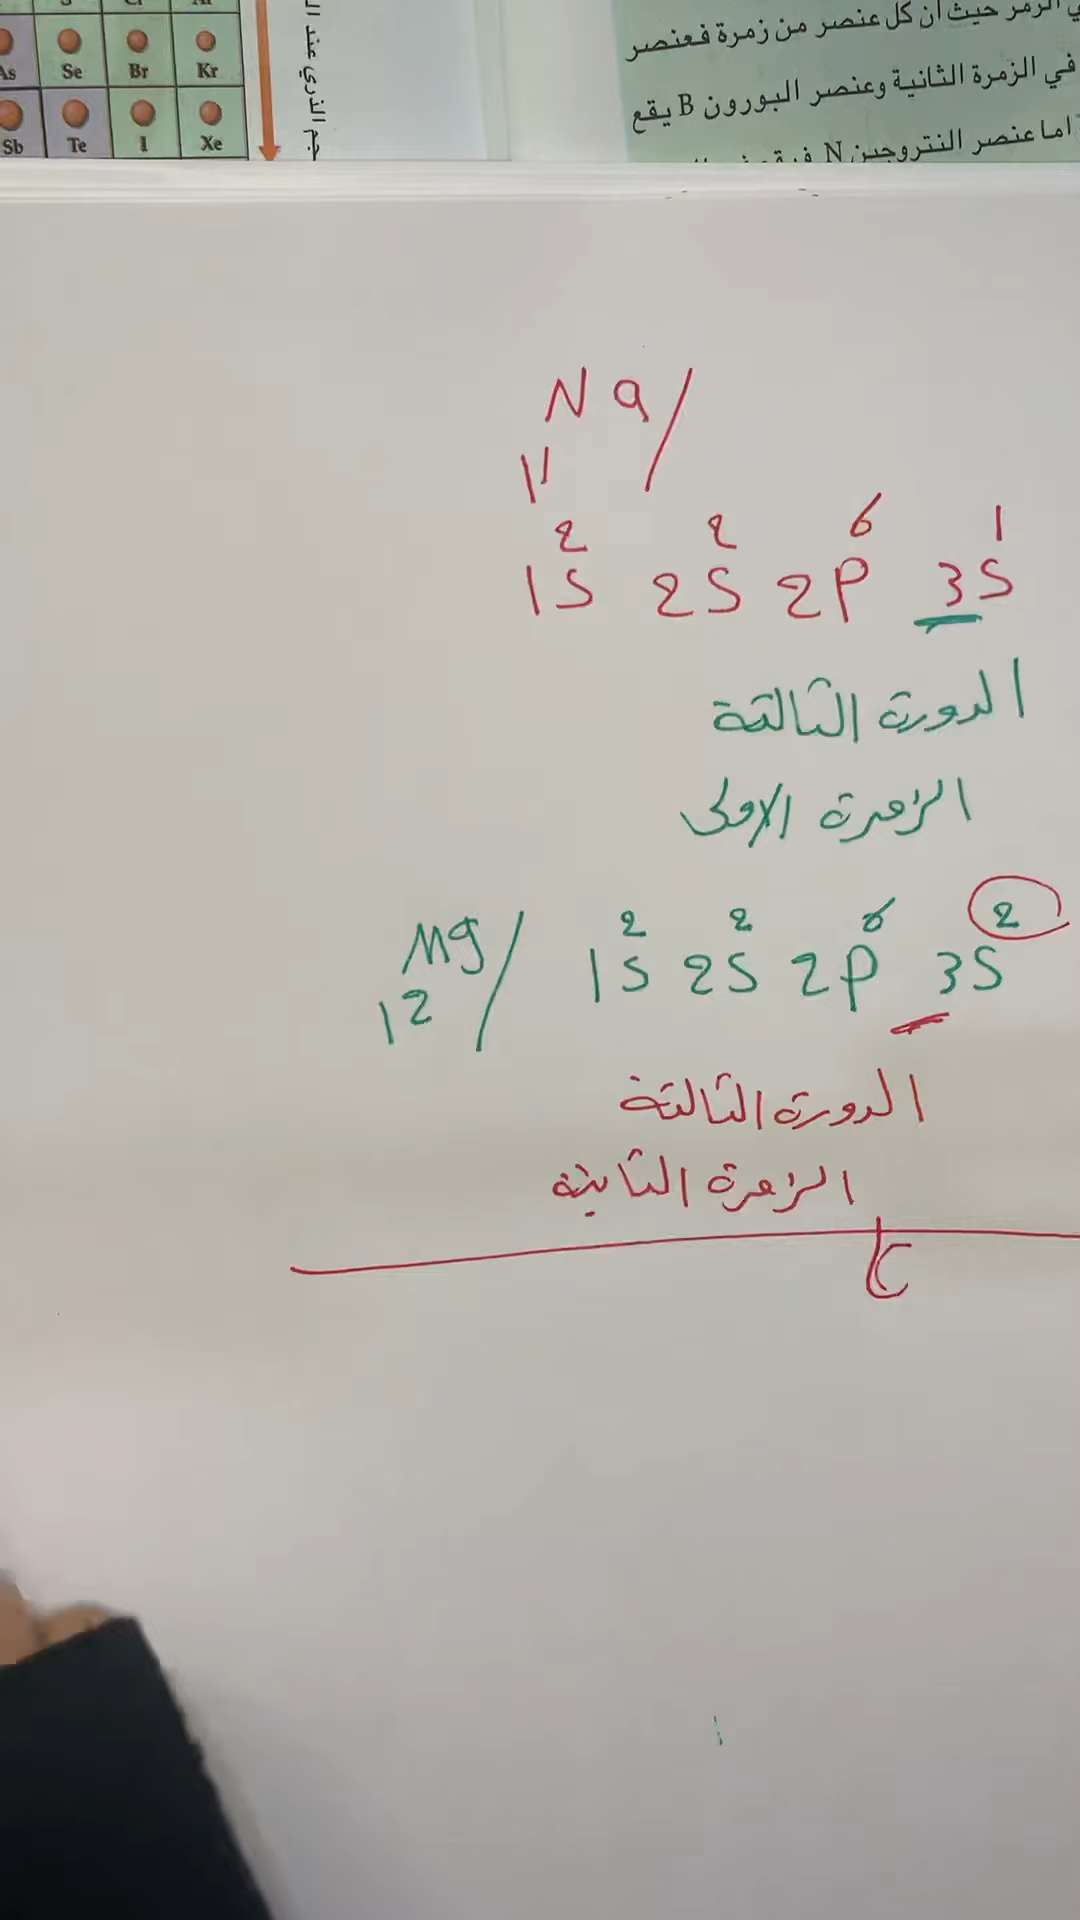 As Se Br Kr
Sb Te I Xe
حيث أن كل عنصر من زمرة فعنصر
في الزمرة الثانية وعنصر البورون B يقع
اما عنصر النتروجين N
Na/
11
1s² 2s² 2p⁶ 3s¹
الدورة الثالثة
الزمرة الاولى
Mg/ 1s² 2s² 2p⁶ 3s²
12
الدورة الثالثة
الزمرة الثانية